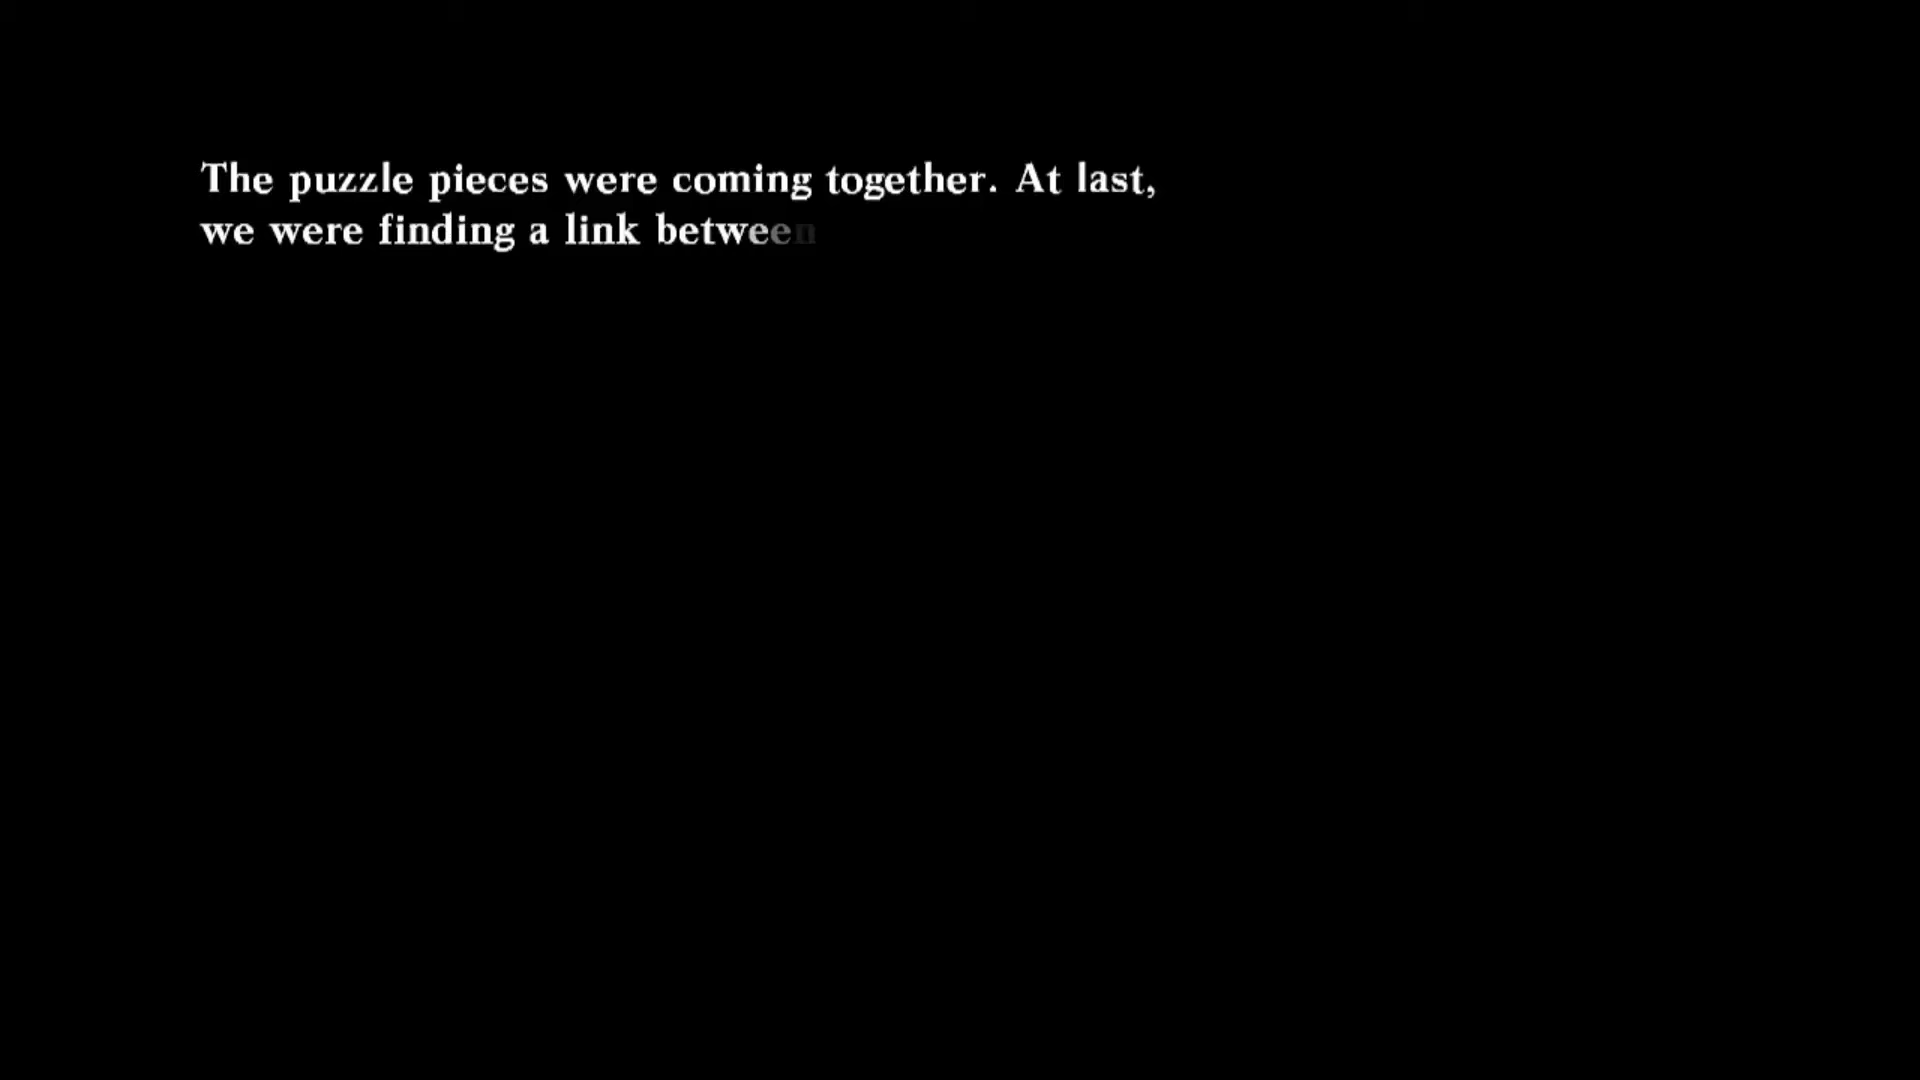 The puzzle pieces were coming together. At last,
we were finding a link between